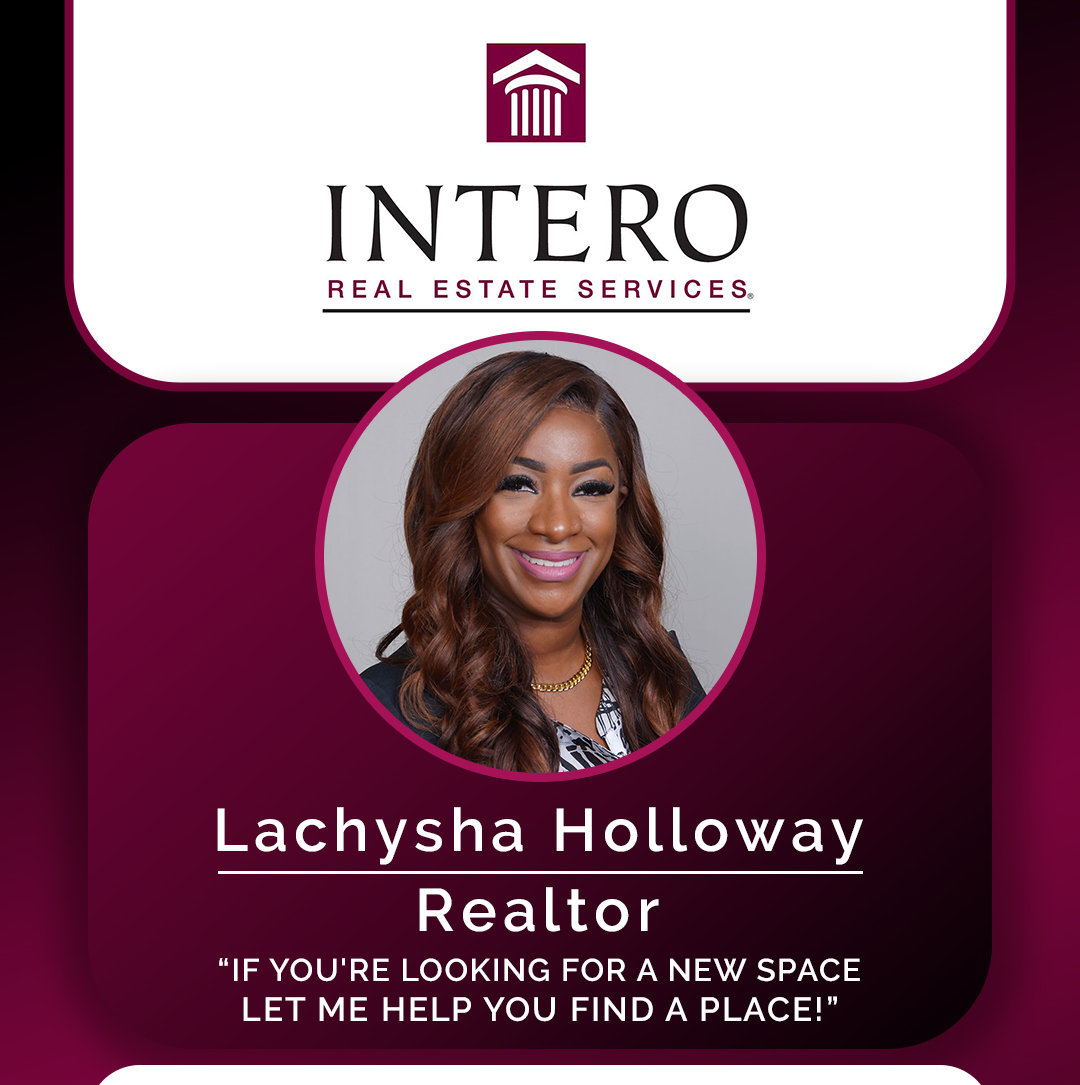 INTERO
REAL ESTATE SERVICES®
Lachysha Holloway
Realtor
“IF YOU'RE LOOKING FOR A NEW SPACE
LET ME HELP YOU FIND A PLACE!”